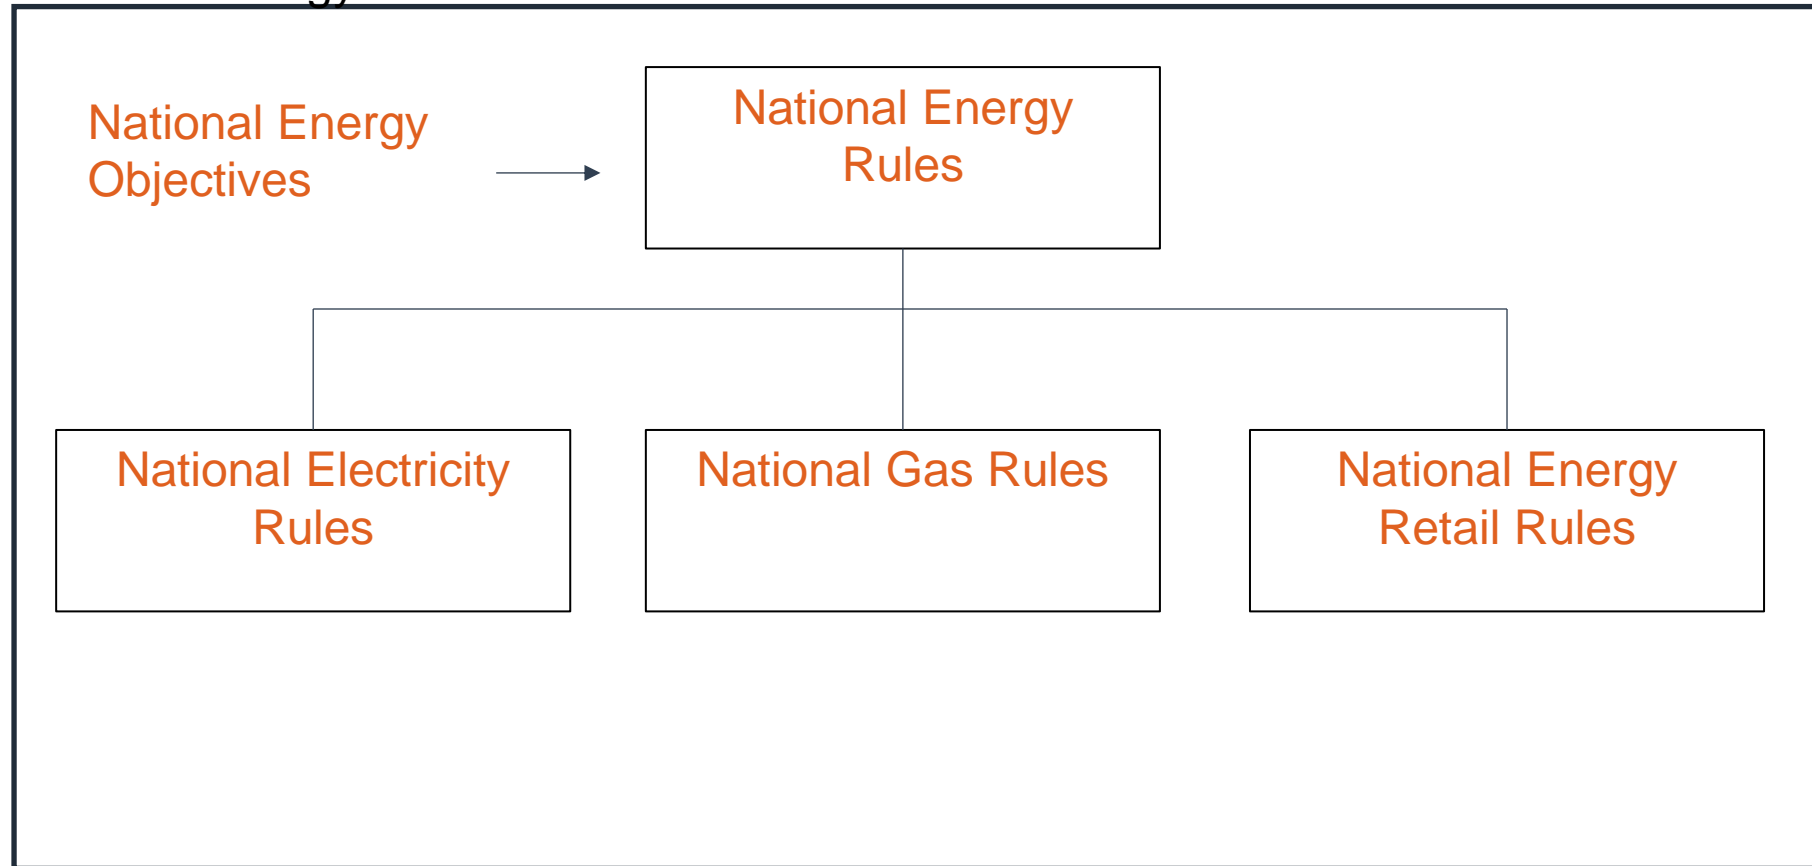 National Energy
Objectives
National Energy
Rules
National Electricity
Rules
National Gas Rules
National Energy
Retail Rules